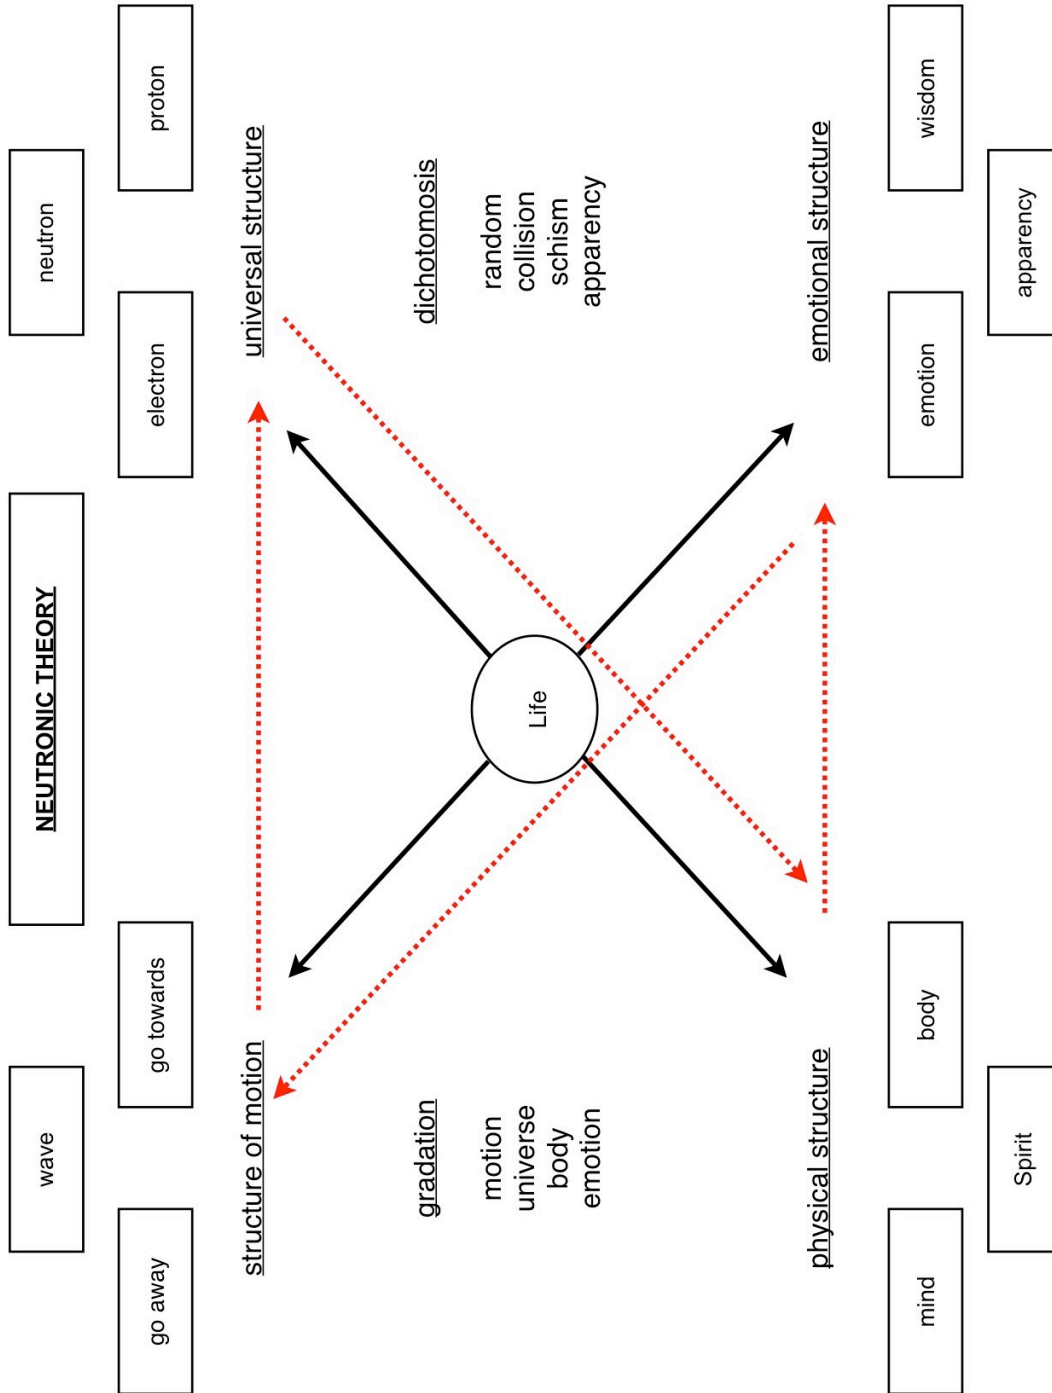 NEUTRONIC THEORY
wave
neutron
go away
go towards
electron
proton
structure of motion
universal structure
gradation
dichotomosis
motion
universe
body
emotion
random
collision
schism
apparency
Life
physical structure
emotional structure
mind
body
emotion
wisdom
Spirit
apparency